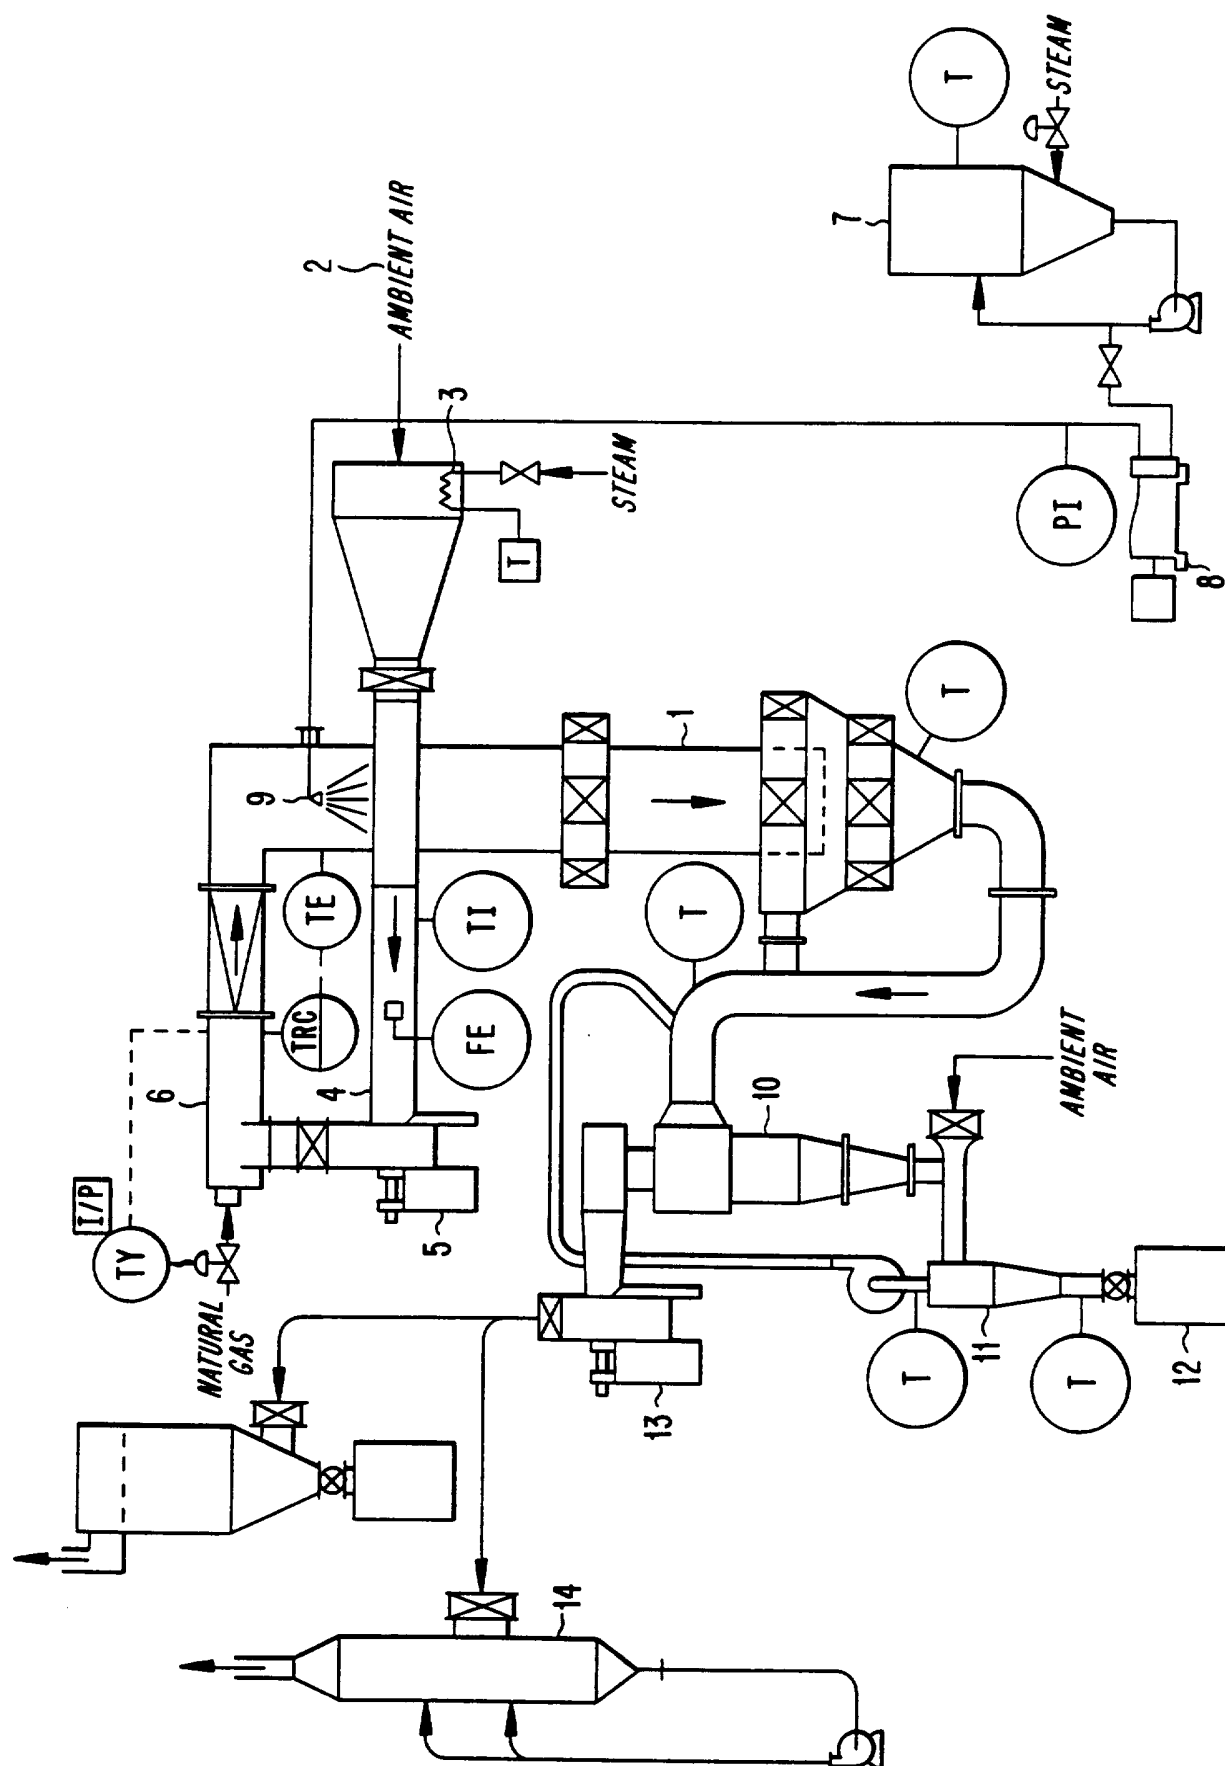 NATURAL
GAS
TY
I/P
6
TRC
TE
9
2
AMBIENT AIR
3
STEAM
T
4
FE
TI
5
1
T
T
10
AMBIENT
AIR
13
T
11
T
12
14
7
T
STEAM
PI
8